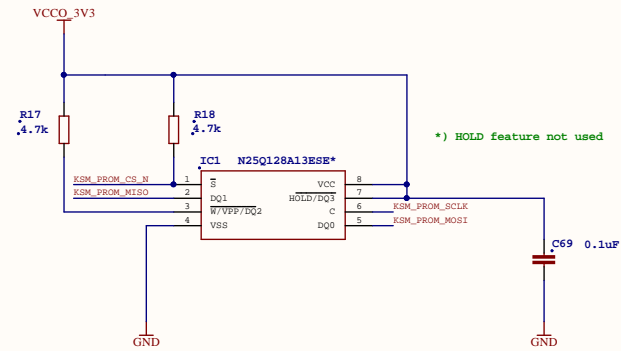 VCCO_3V3
R17
4.7k
R18
4.7k
*) HOLD feature not used
IC1 N25Q128A13ESE*
KSM_PROM_CS_N 1 S VCC 8
KSM_PROM_MISO 2 DQ1 HOLD/DQ3 7
3 W/VPP/DQ2 C 6 KSM_PROM_SCLK
4 VSS DQ0 5 KSM_PROM_MOSI
C69 0.1uF
GND
GND